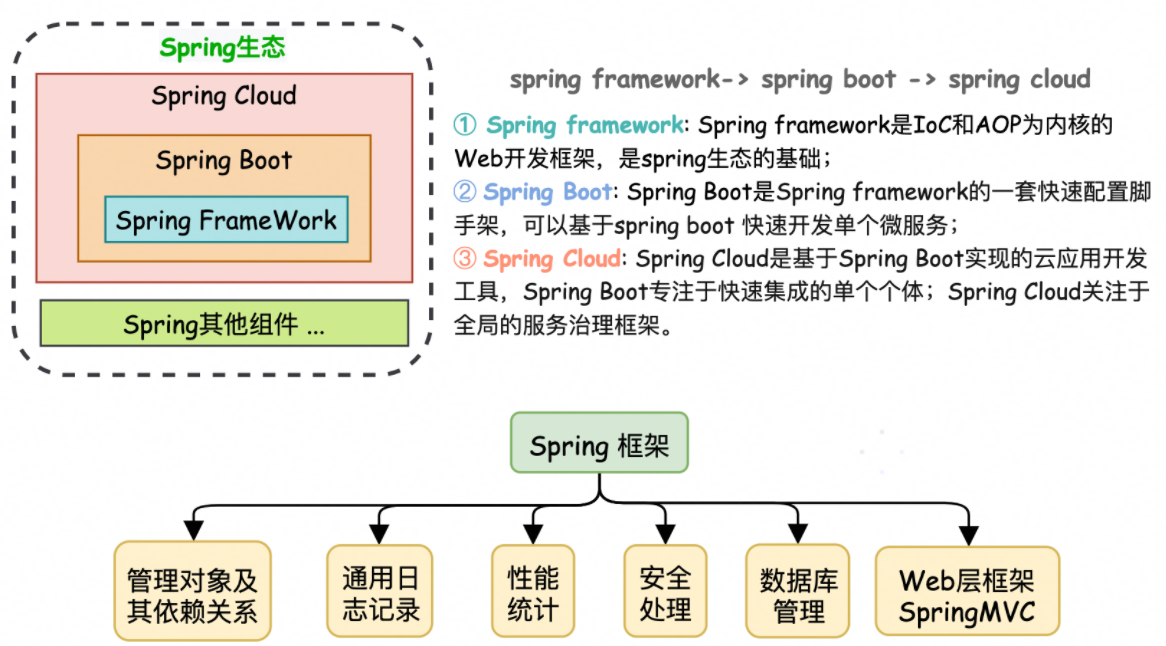 Spring生态
Spring Cloud
Spring Boot
Spring FrameWork
Spring其他组件 ...
spring framework-> spring boot -> spring cloud
① Spring framework: Spring framework是IoC和AOP为内核的
Web开发框架，是spring生态的基础；
② Spring Boot: Spring Boot是Spring framework的一套快速配置脚
手架，可以基于spring boot 快速开发单个微服务；
③ Spring Cloud: Spring Cloud是基于Spring Boot实现的云应用开发
工具，Spring Boot专注于快速集成的单个个体；Spring Cloud关注于
全局的服务治理框架。
Spring 框架
管理对象及
其依赖关系
通用日
志记录
性能
统计
安全
处理
数据库
管理
Web层框架
SpringMVC